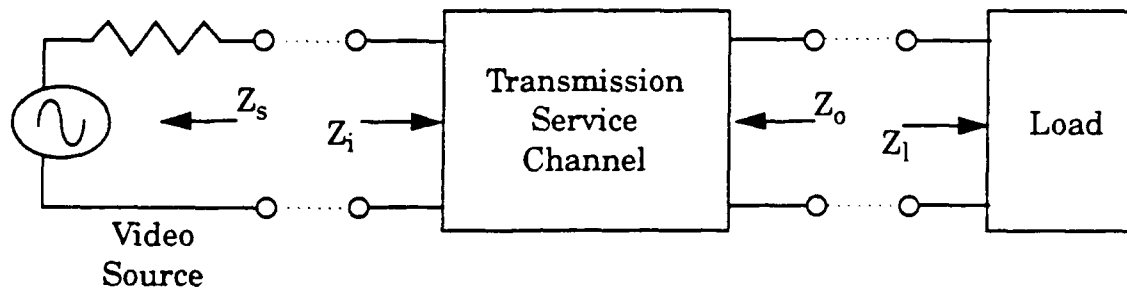 Z_s
Z_i
Transmission
Service
Channel
Z_o
Z_l
Load
Video
Source